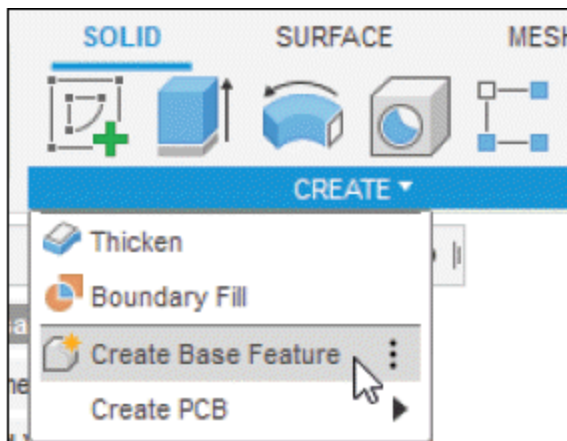 SOLID SURFACE MESH
CREATE
Thicken
Boundary Fill
Create Base Feature
Create PCB